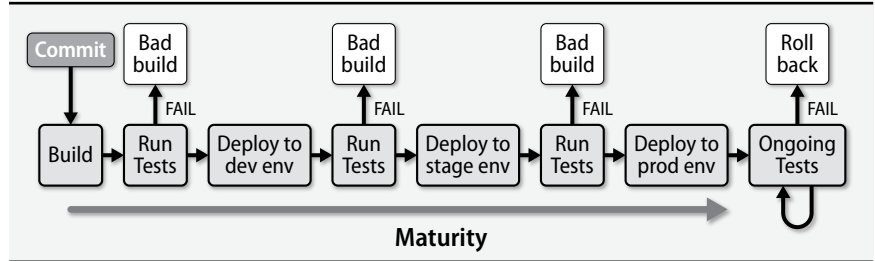 Commit
Bad
build
Bad
build
Bad
build
Roll
back
FAIL
FAIL
FAIL
FAIL
Build
Run
Tests
Deploy to
dev env
Run
Tests
Deploy to
stage env
Run
Tests
Deploy to
prod env
Ongoing
Tests
Maturity